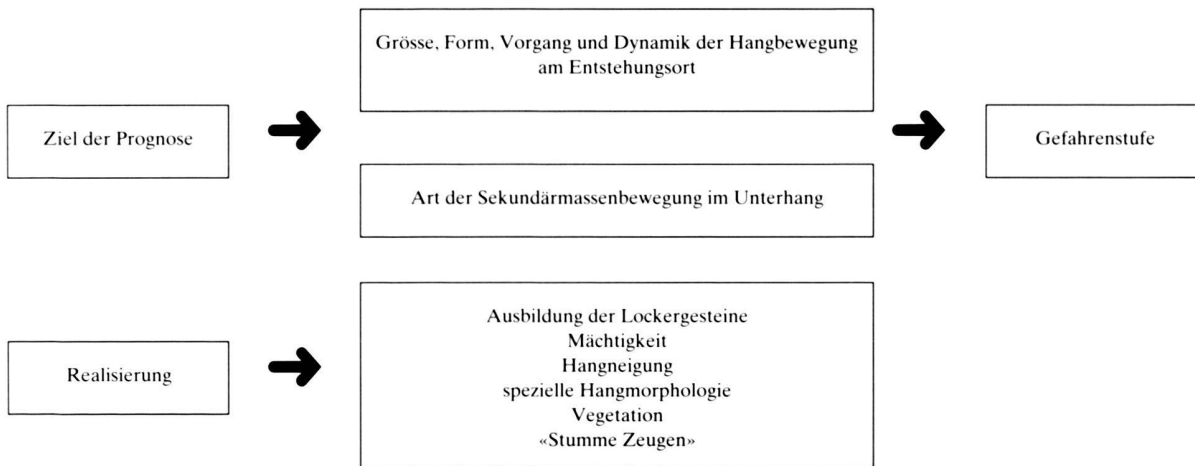 Ziel der Prognose
Grösse, Form, Vorgang und Dynamik der Hangbewegung
am Entstehungsort
Art der Sekundärmassenbewegung im Unterhang
Gefahrenstufe
Realisierung
Ausbildung der Lockergesteine
Mächtigkeit
Hangneigung
spezielle Hangmorphologie
Vegetation
«Stumme Zeugen»